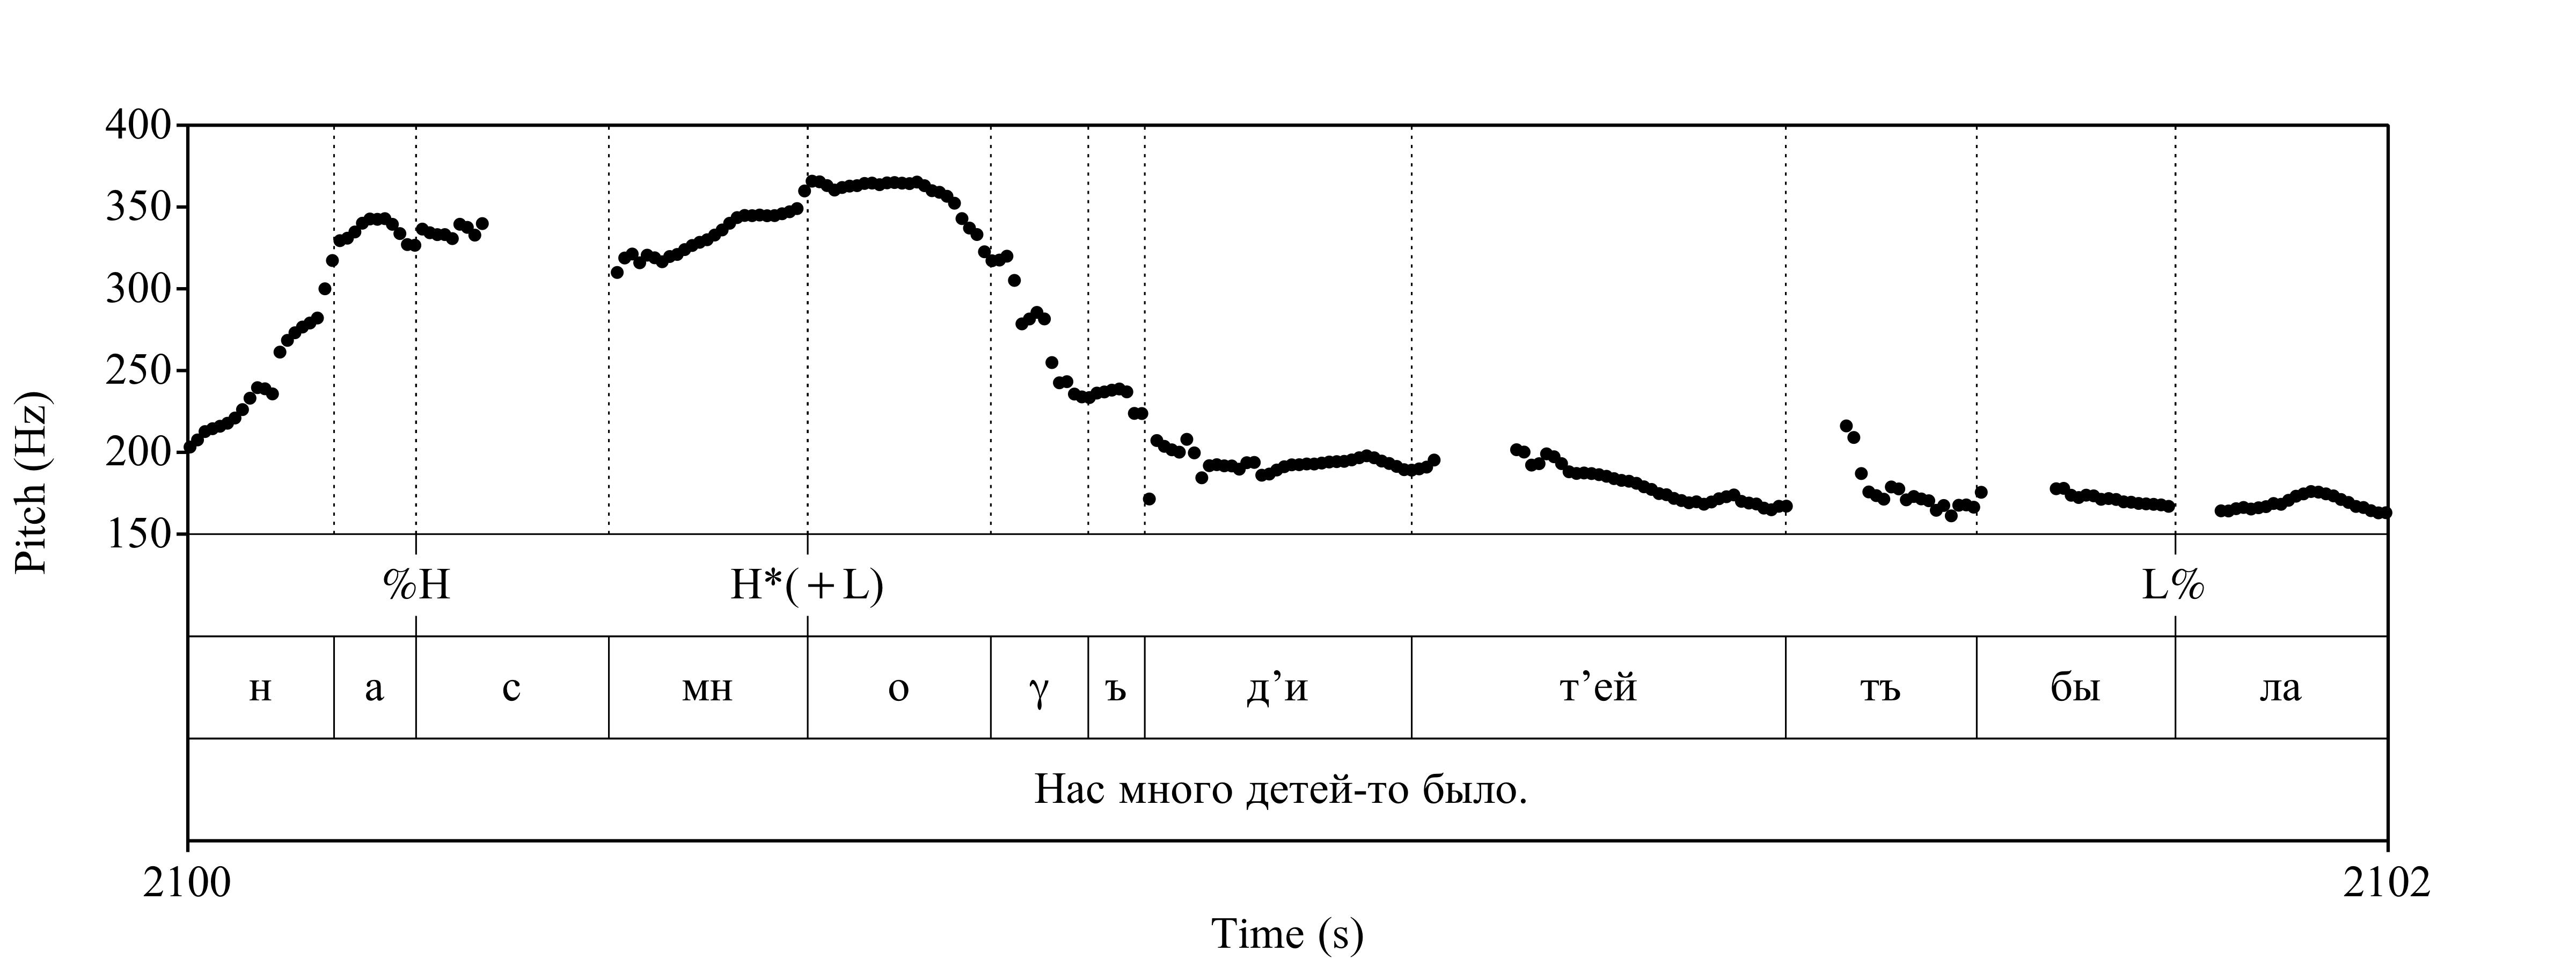 400
350
300
250
200
150
Pitch (Hz)
%H H*(+L) L%
н а с мн о γ ъ д’и т’ей тъ бы ла
Нас много детей-то было.
2100 2102
Time (s)